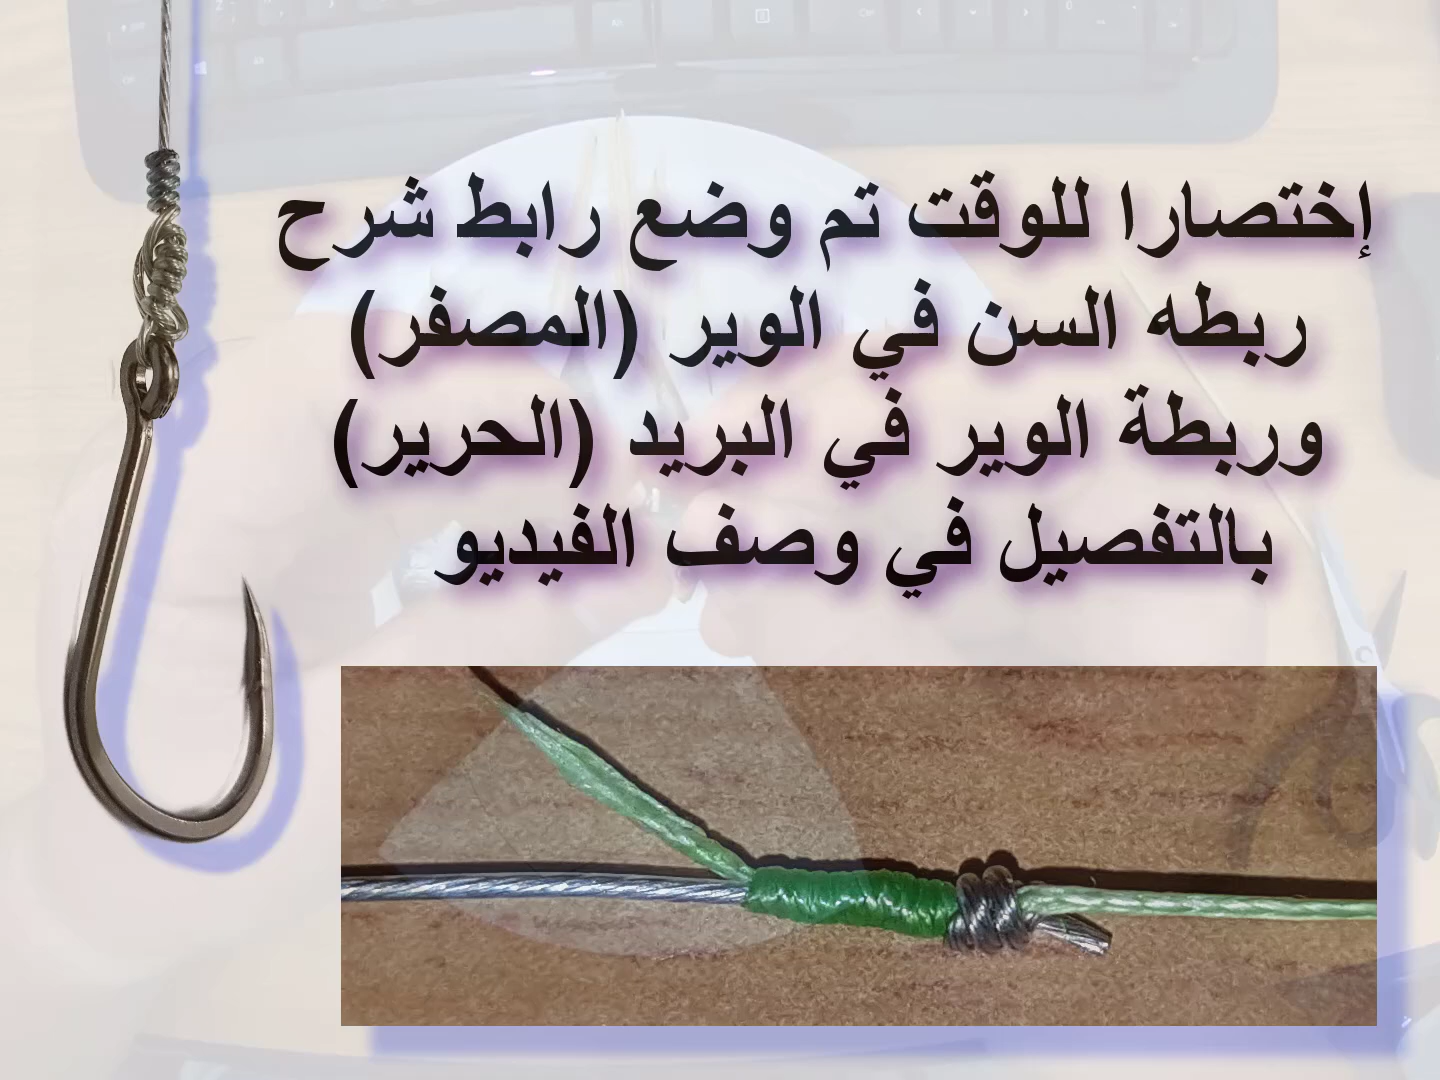 إختصارا للوقت تم وضع رابط شرح
ربطه السن في الوير (المصفر)
وربطة الوير في البريد (الحرير)
بالتفصيل في وصف الفيديو